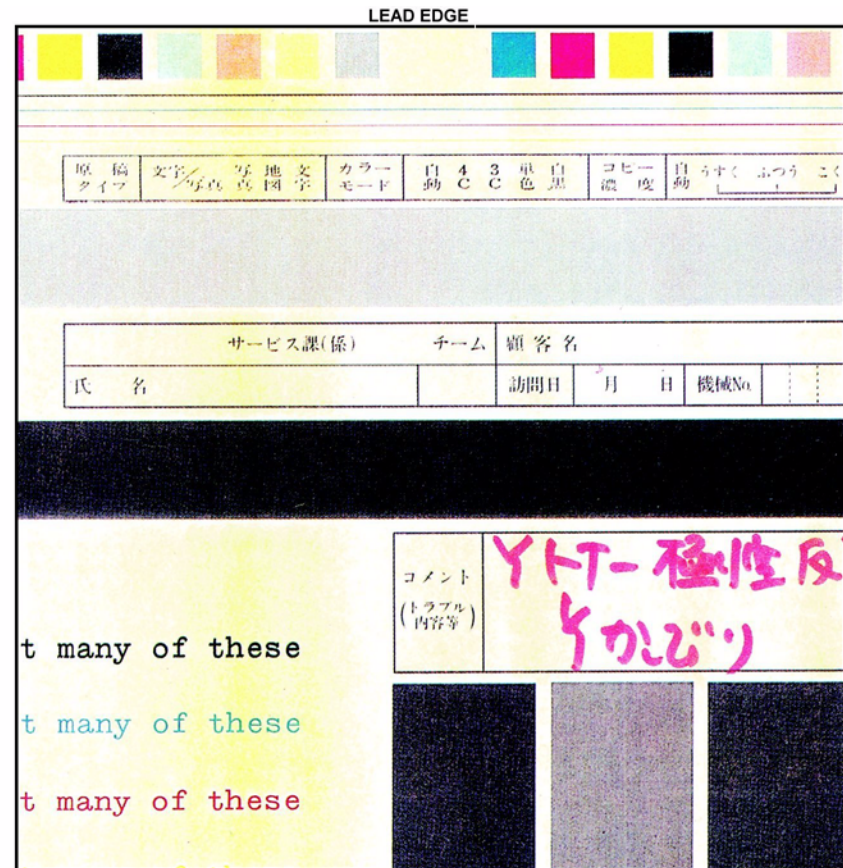 LEAD EDGE
原稿タイプ 文字/写真 写真 地図 文字 カラーモード 自動 4C 3C 単色 白黒 コピー濃度 自動 うすく ふつう こく
サービス課(係) チーム 顧客名
氏名 訪問日 月 日 機械No.
コメント(トラブル内容等)
Yトナー極性反
Yかぶり
t many of these
t many of these
t many of these